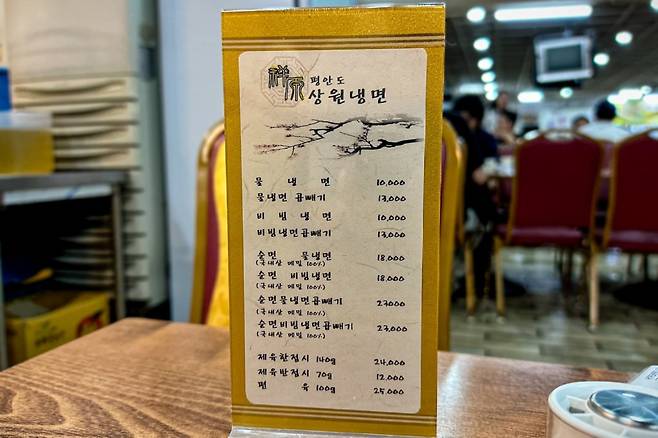 祥原 평안도
상원냉면
물 냉 면 10,000
물냉면 곱빼기 13,000
비 빔 냉 면 10,000
비빔냉면곱빼기 13,000
순면 물냉면 18,000
(국내산 메밀 100%)
순면 비빔냉면 18,000
(국내산 메밀 100%)
순면물냉면곱빼기 23000
(국내산 메밀 100%)
순면비빔냉면곱빼기 23,000
(국내산 메밀 100%)
제육한접시 140g 24,000
제육반접시 70g 12,000
편 육 100g 25,000